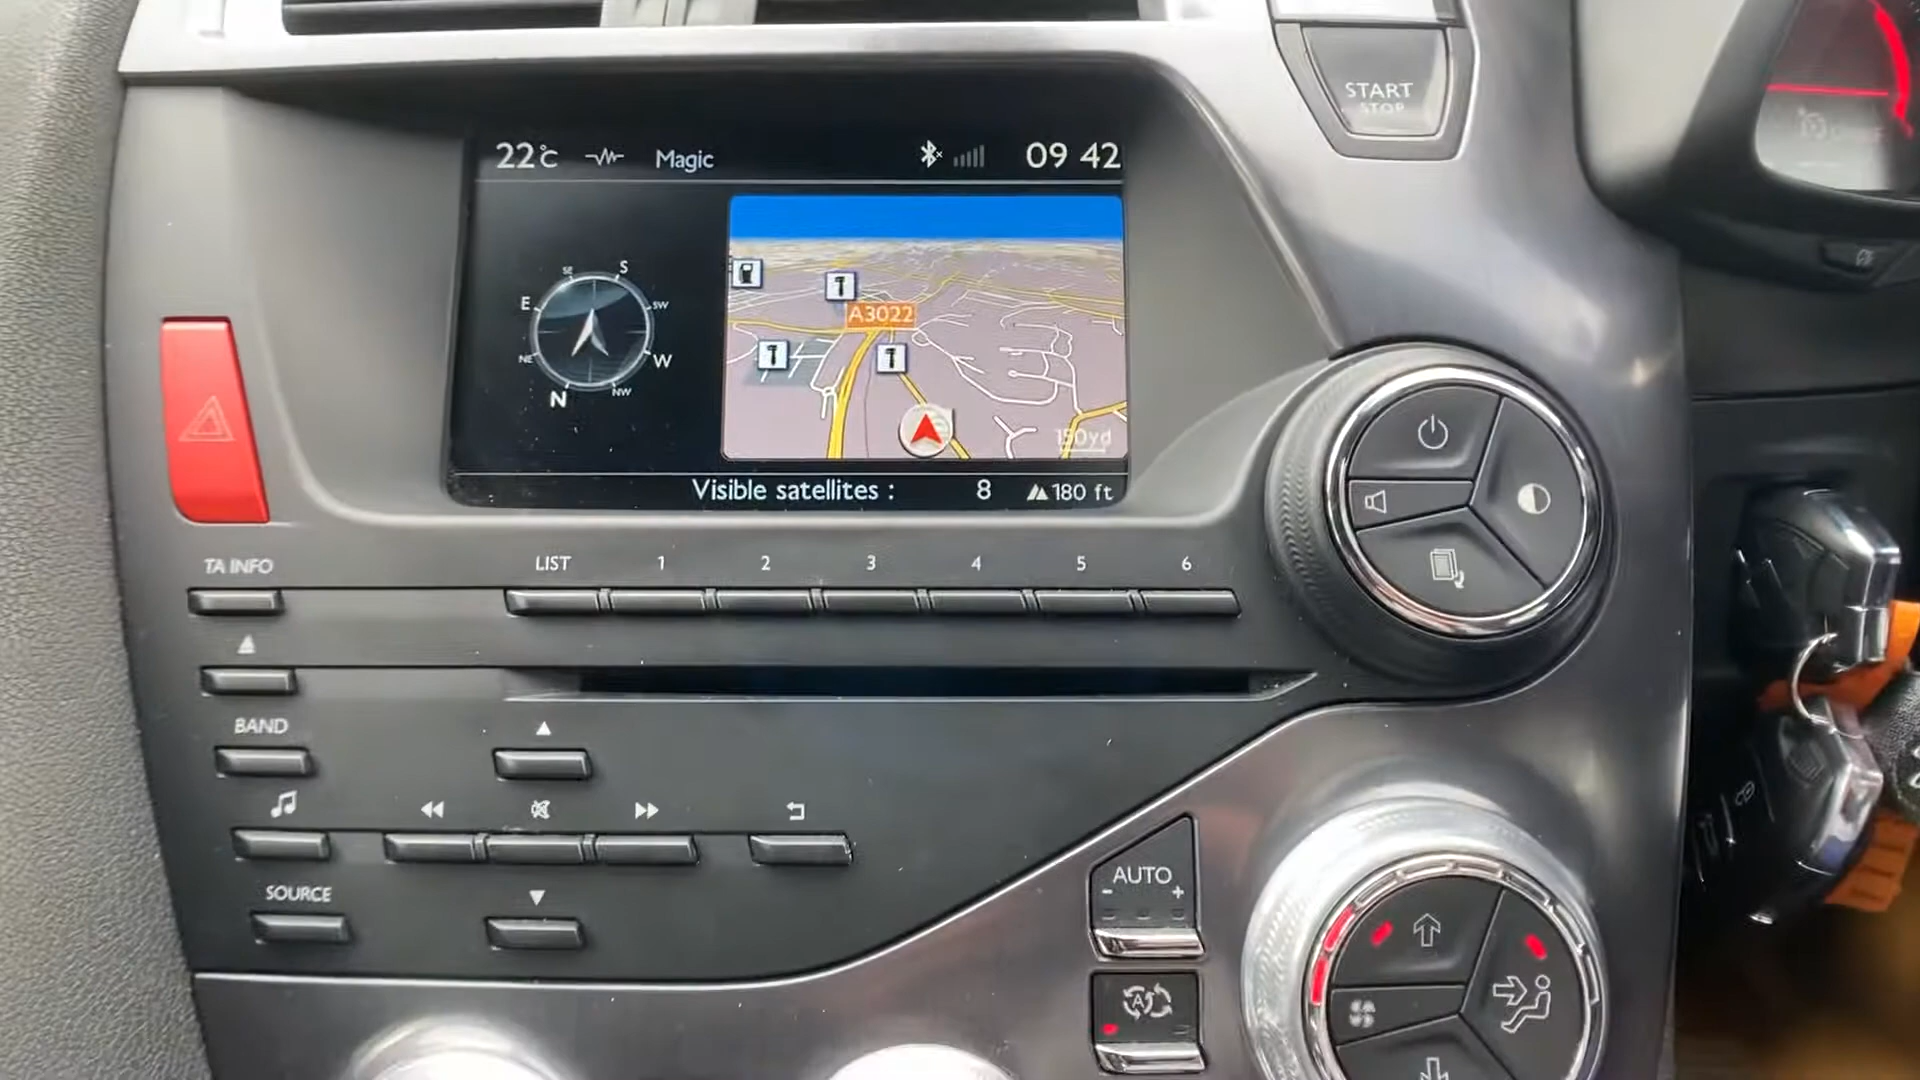 START
STOP
22°C Magic 09 42
SE S
E SW
NE W
N NW
A3022
150yd
Visible satellites : 8 180 ft
TA INFO LIST 1 2 3 4 5 6
BAND
SOURCE
AUTO
- +
A